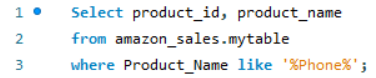 1 Select product_id, product_name
2 from amazon_sales.mytable
3 where Product_Name like '%Phone%';